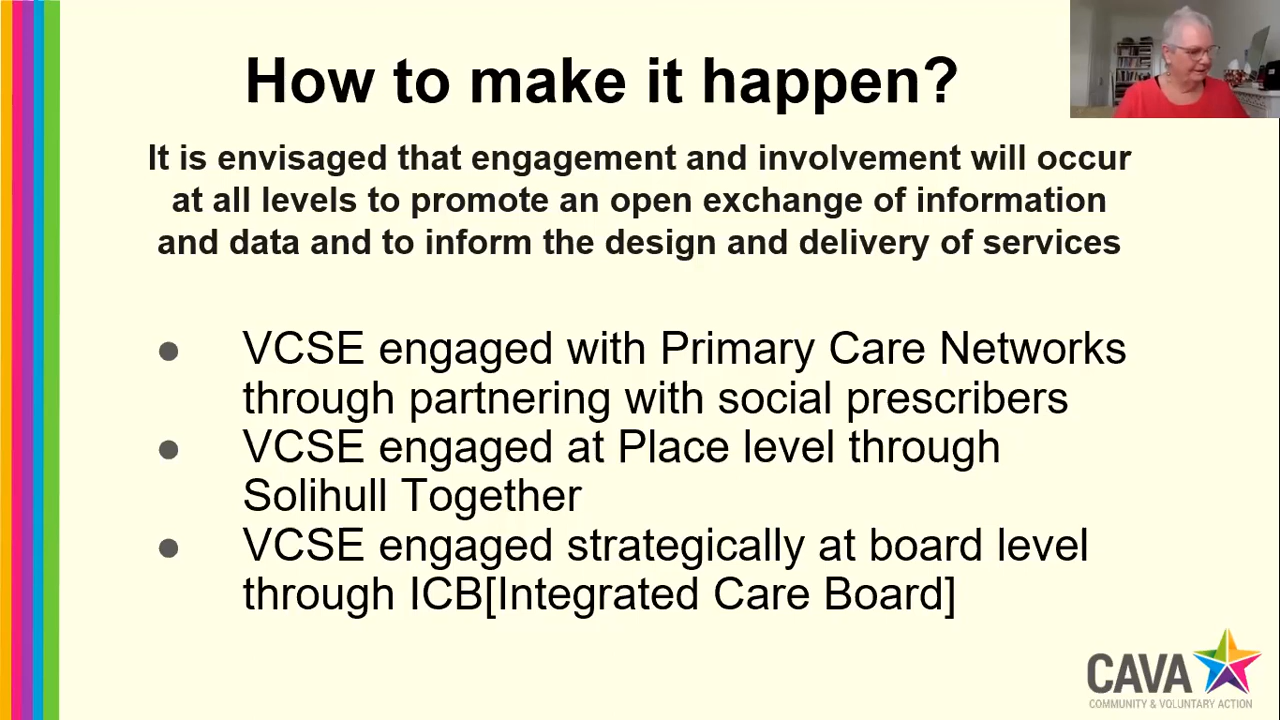 How to make it happen?
It is envisaged that engagement and involvement will occur
at all levels to promote an open exchange of information
and data and to inform the design and delivery of services
● VCSE engaged with Primary Care Networks
through partnering with social prescribers
● VCSE engaged at Place level through
Solihull Together
● VCSE engaged strategically at board level
through ICB[Integrated Care Board]
CAVA
COMMUNITY & VOLUNTARY ACTION